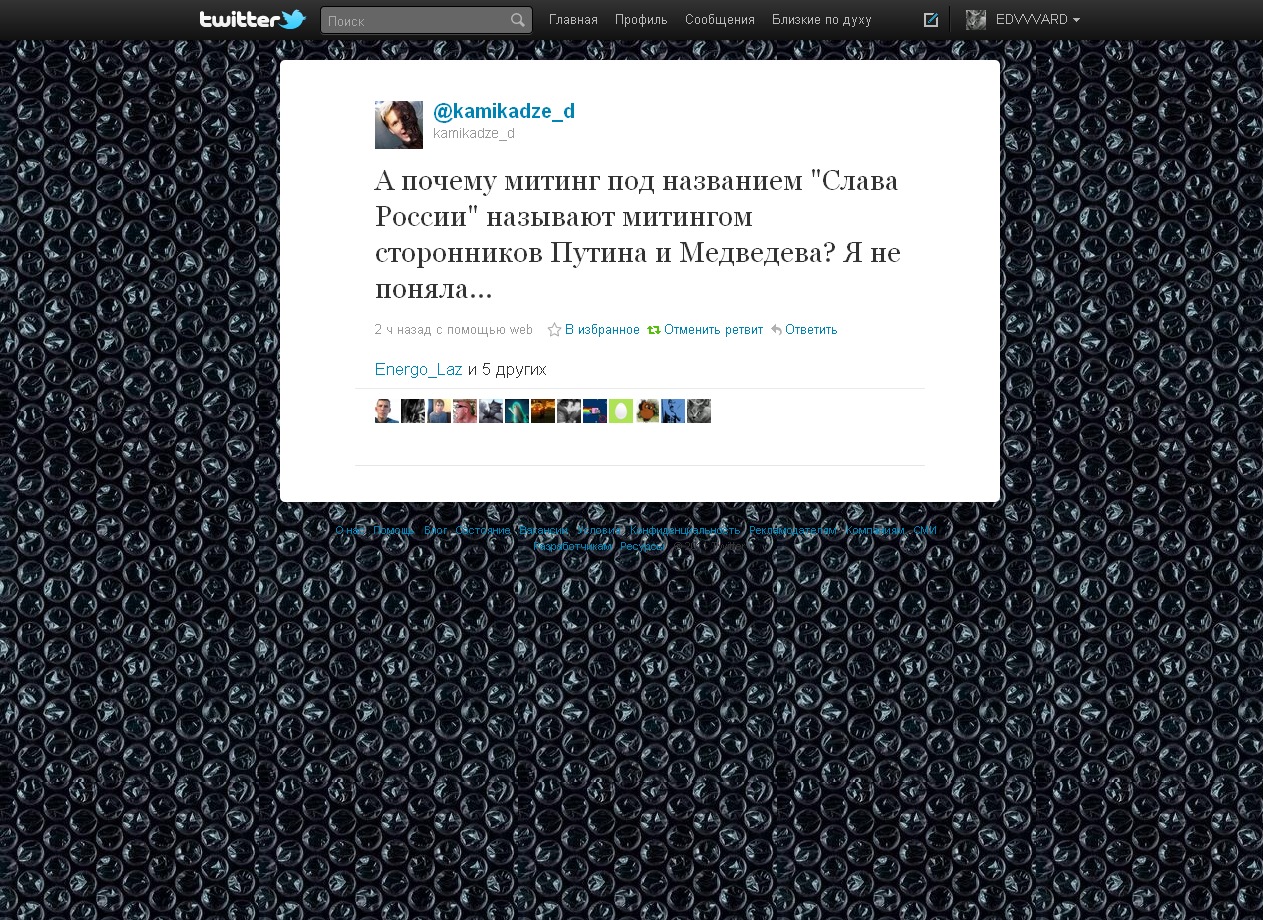 twitter
Поиск
Главная
Профиль
Сообщения
Близкие по духу
EDVVVARD
@kamikadze_d
kamikadze_d
А почему митинг под названием "Слава
России" называют митингом
сторонников Путина и Медведева? Я не
поняла...
2 ч назад с помощью web
В избранное
Отменить ретвит
Ответить
Energo_Laz и 5 других
О нас Помощь Блог Состояние Вакансии Условия Конфиденциальность Рекламодателям Компаниям СМИ
Разработчикам Ресурсы Twitter